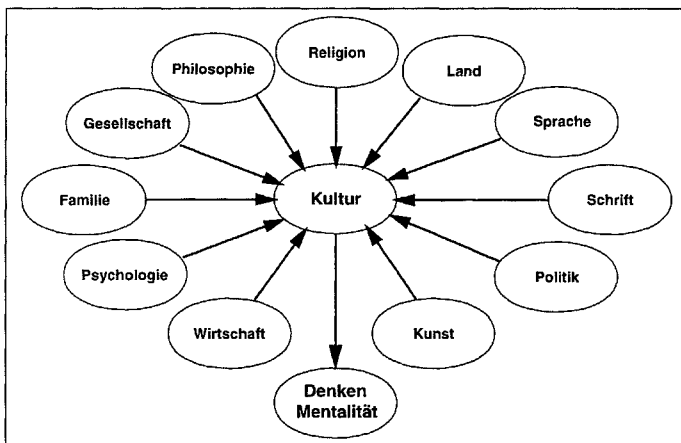 Religion
Philosophie
Land
Gesellschaft
Sprache
Familie
Kultur
Schrift
Psychologie
Politik
Wirtschaft
Kunst
Denken
Mentalität